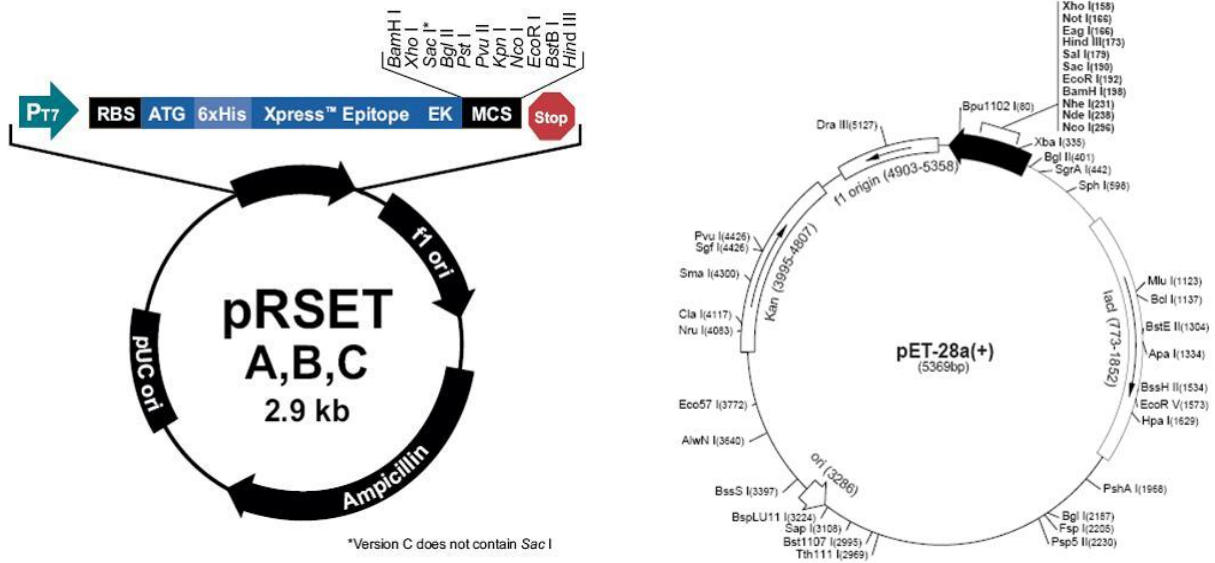 BamH I
Xho I
Sac I*
Bgl II
Pst I
Pvu II
Kpn I
Nco I
EcoR I
BstB I
Hind III
PT7
RBS
ATG
6xHis
Xpress™ Epitope
EK
MCS
Stop
f1 ori
Ampicillin
pUC ori
pRSET
A,B,C
2.9 kb
*Version C does not contain Sac I
Xho I(158)
Not I(166)
Eag I(166)
Hind III(173)
Sal I(179)
Sac I(190)
EcoR I(192)
BamH I(198)
Nhe I(231)
Nde I(238)
Nco I(296)
Bpu1102 I(80)
Dra III(5127)
Xba I(335)
Bgl II(401)
SgrA I(442)
Sph I(598)
f1 origin (4903-5358)
Pvu I(4426)
Sgf I(4426)
Sma I(4300)
Kan (3995-4807)
Cla I(4117)
Nru I(4083)
lacI (773-1852)
Mlu I(1123)
Bcl I(1137)
BstE II(1304)
Apa I(1334)
BssH II(1534)
EcoR V(1573)
Hpa I(1629)
pET-28a(+)
(5369bp)
Eco57 I(3772)
AlwN I(3640)
ori (3286)
BssS I(3397)
BspLU11 I(3224)
Sap I(3108)
Bst1107 I(2995)
Tth111 I(2969)
PshA I(1968)
Bgl I(2187)
Fsp I(2205)
Psp5 II(2230)